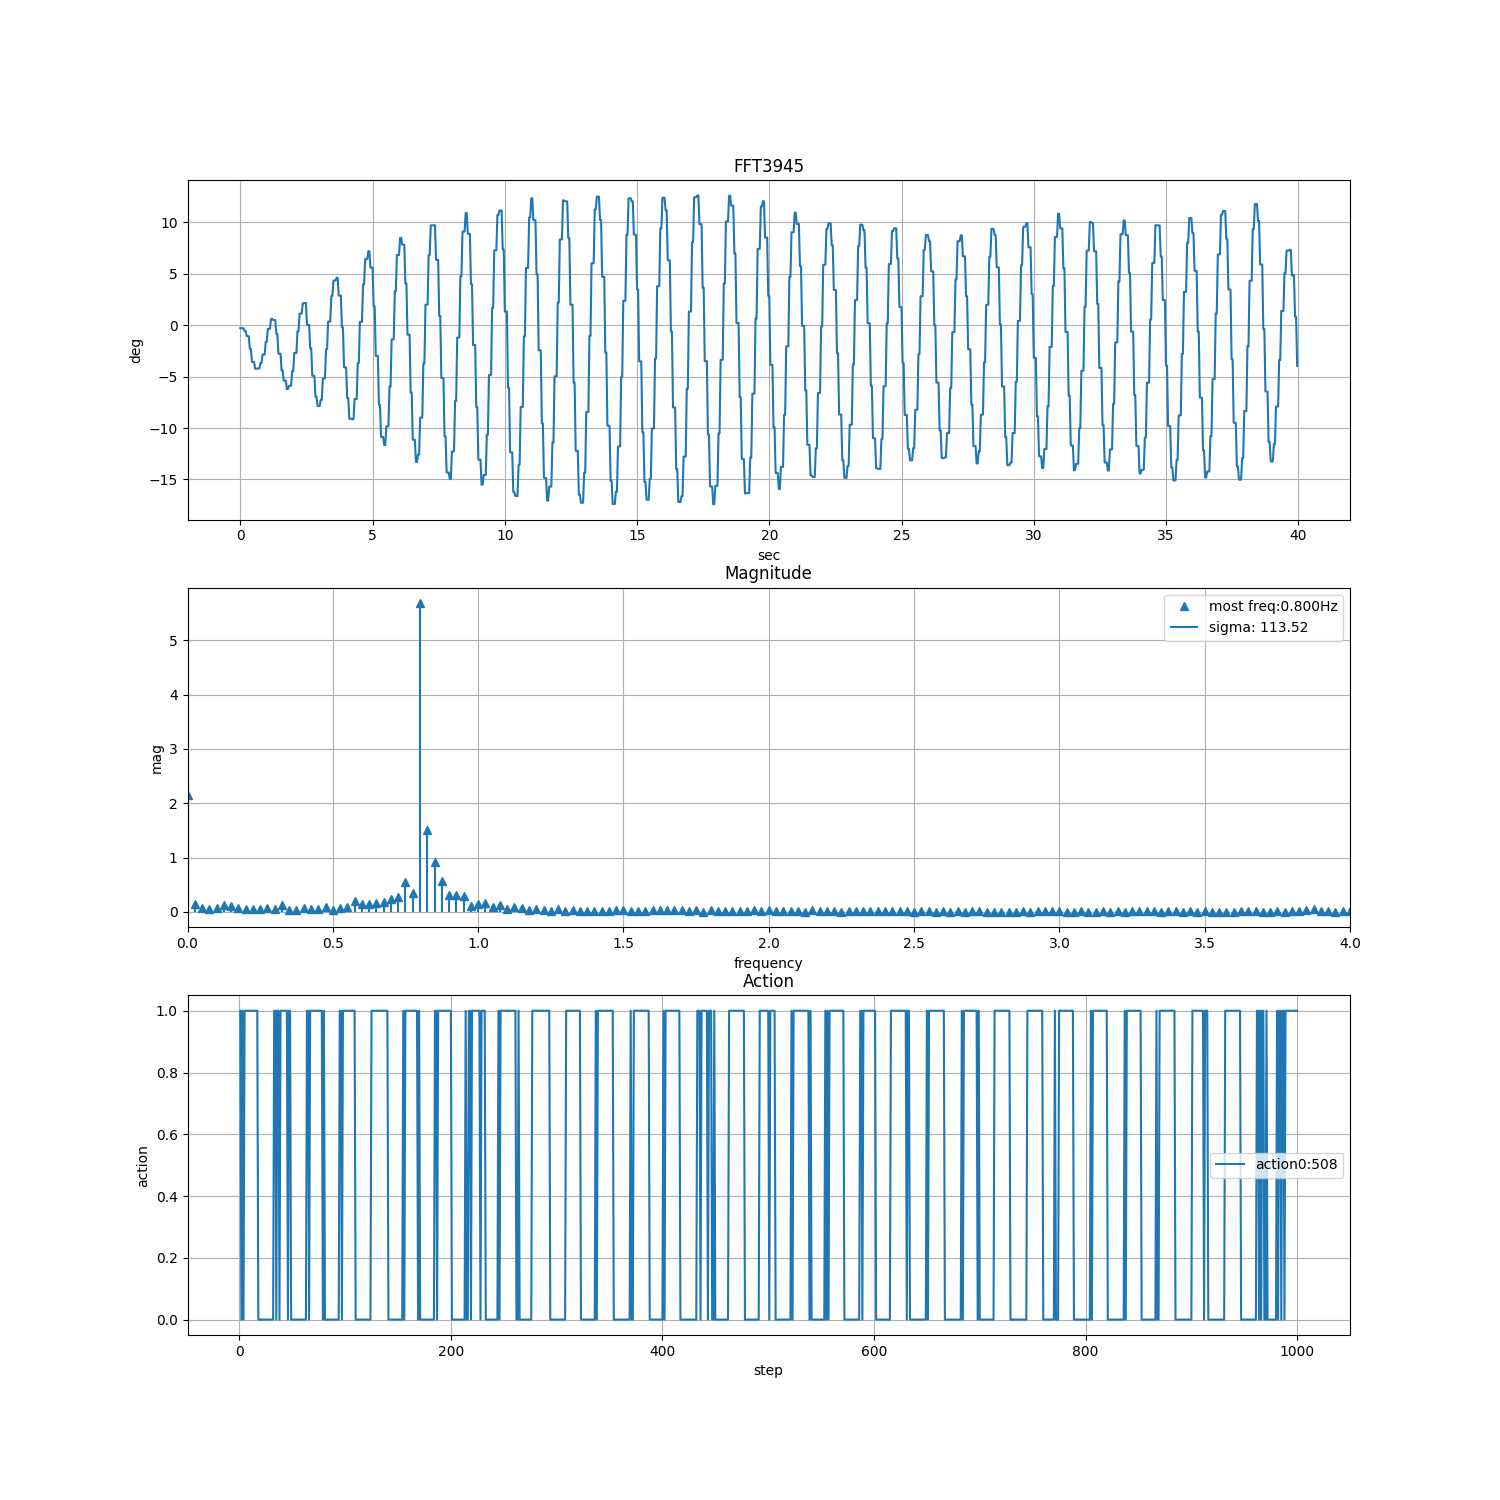 FFT3945
10
5
0
−5
−10
−15
deg
0 5 10 15 20 25 30 35 40
sec
Magnitude
most freq:0.800Hz
sigma: 113.52
5
4
3
2
1
0
mag
0.0 0.5 1.0 1.5 2.0 2.5 3.0 3.5 4.0
frequency
Action
1.0
0.8
0.6
0.4
0.2
0.0
action
action0:508
0 200 400 600 800 1000
step